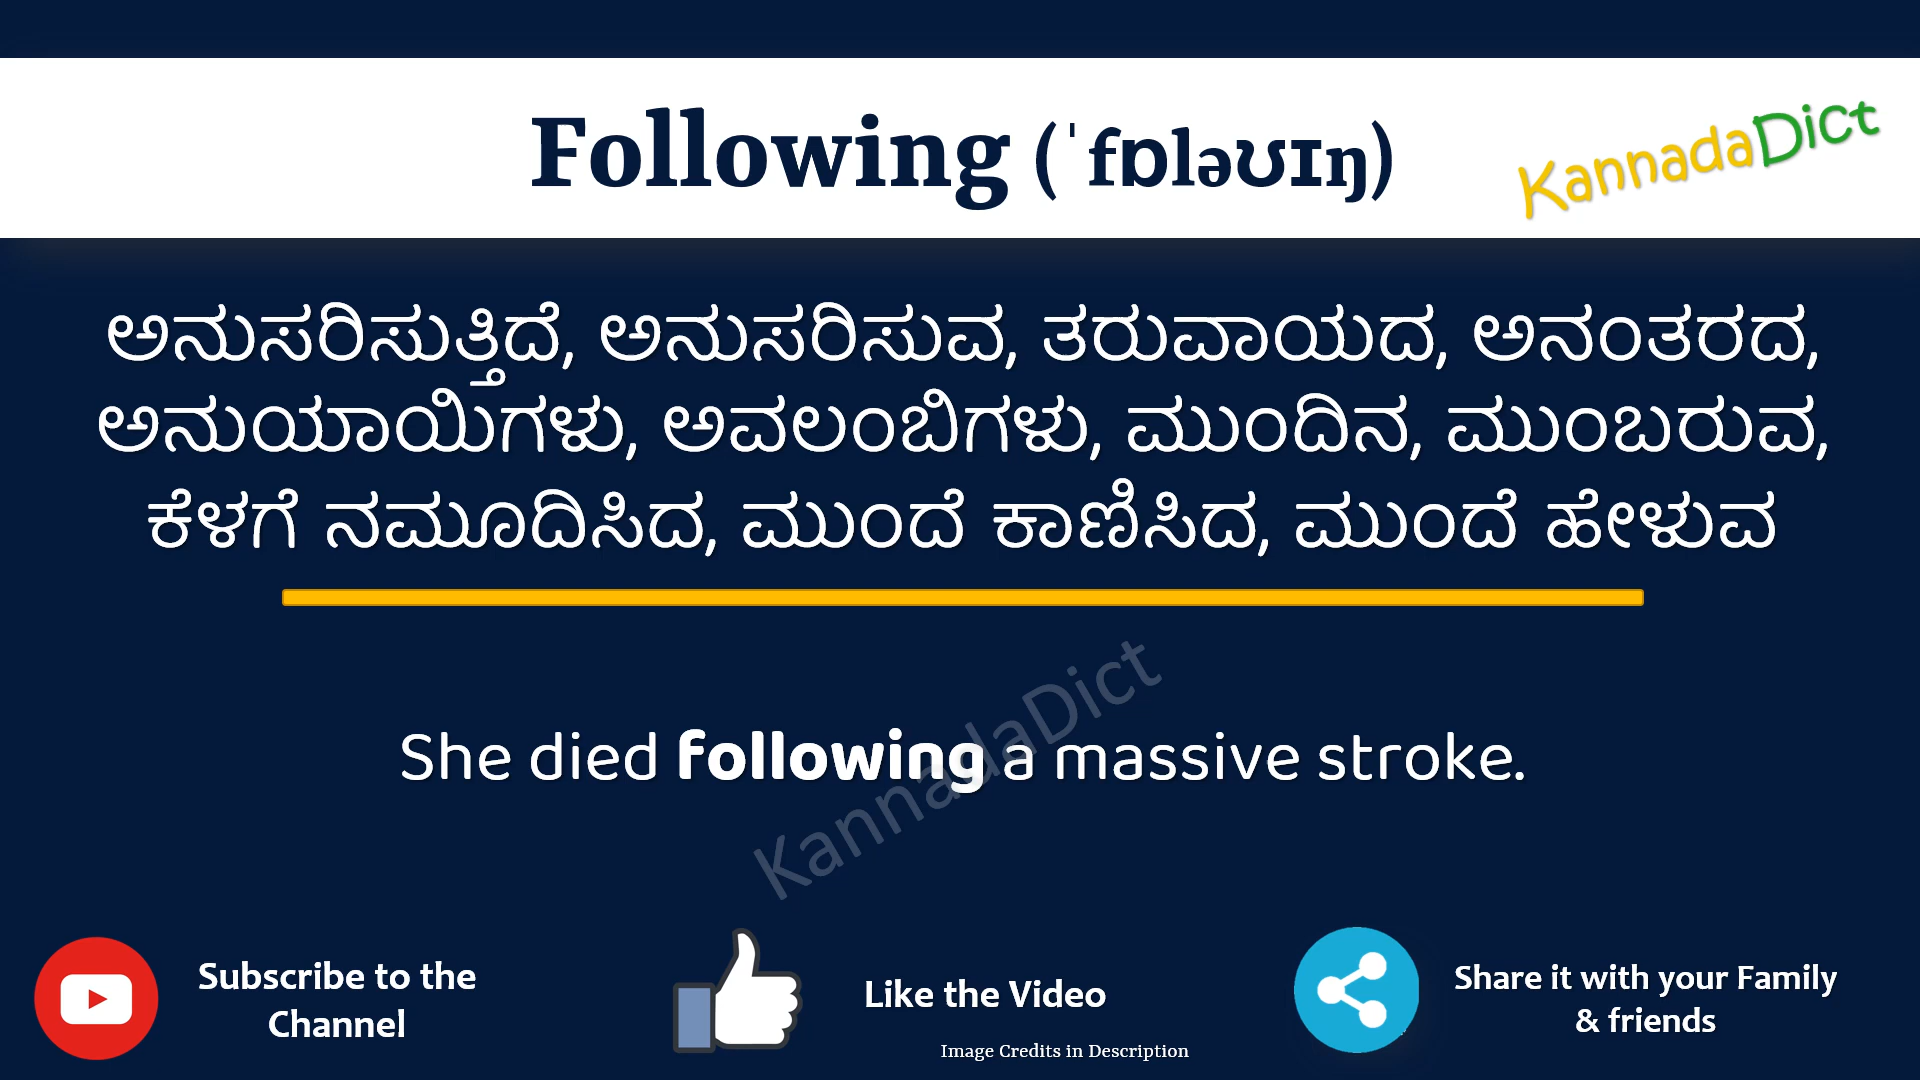 Following (ˈfɒləʊɪŋ)
KannadaDict
ಅನುಸರಿಸುತ್ತಿದೆ, ಅನುಸರಿಸುವ, ತರುವಾಯದ, ಅನಂತರದ,
ಅನುಯಾಯಿಗಳು, ಅವಲಂಬಿಗಳು, ಮುಂದಿನ, ಮುಂಬರುವ,
ಕೆಳಗೆ ನಮೂದಿಸಿದ, ಮುಂದೆ ಕಾಣಿಸಿದ, ಮುಂದೆ ಹೇಳುವ
She died following a massive stroke.
KannadaDict
Subscribe to the
Channel
Like the Video
Share it with your Family
& friends
Image Credits in Description